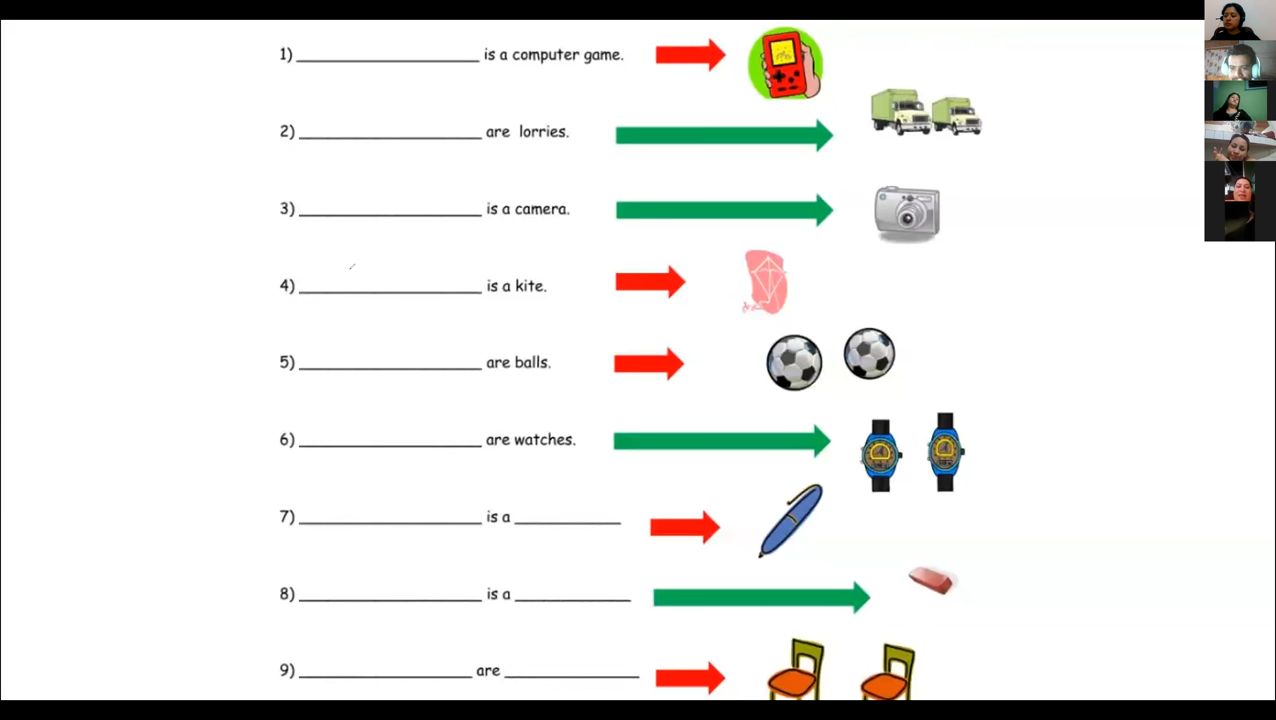 1) ____________________ is a computer game.
2) ____________________ are lorries.
3) ____________________ is a camera.
4) ____________________ is a kite.
5) ____________________ are balls.
6) ____________________ are watches.
7) ____________________ is a ____________
8) ____________________ is a ____________
9) ____________________ are ______________